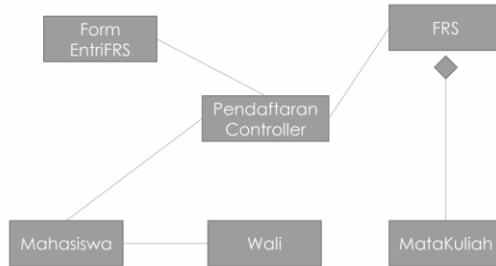 Form
EntriFRS
FRS
Pendaftaran
Controller
Mahasiswa
Wali
MataKuliah